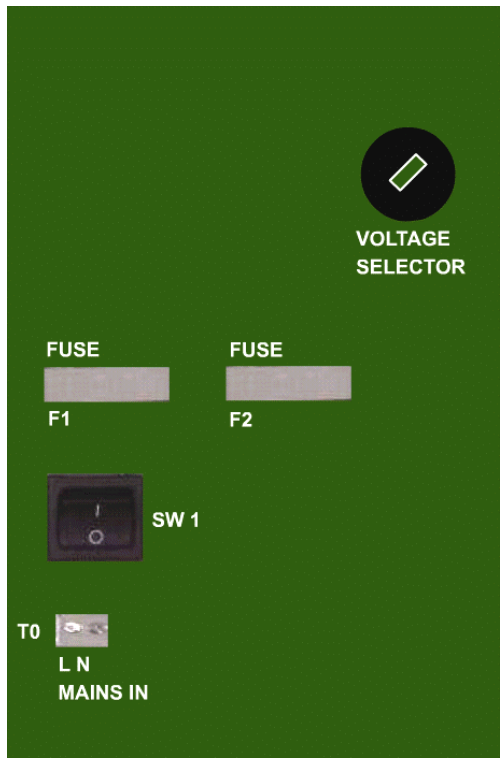 VOLTAGE
SELECTOR
FUSE
FUSE
F1
F2
SW 1
T0
L N
MAINS IN